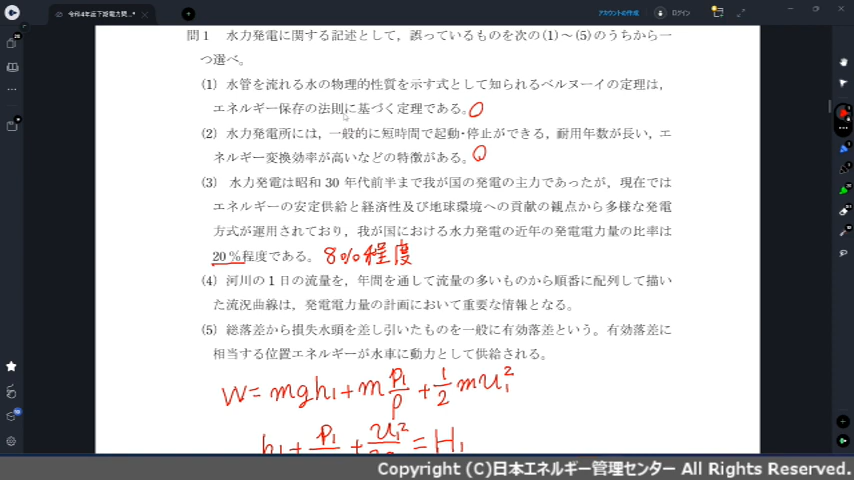 令和4年度下期電力問...
アカウントの作成
ログイン
問1 水力発電に関する記述として，誤っているものを次の(1)～(5)のうちから一
つ選べ。
(1) 水管を流れる水の物理的性質を示す式として知られるベルヌーイの定理は，
エネルギー保存の法則に基づく定理である。○
(2) 水力発電所には，一般的に短時間で起動・停止ができる，耐用年数が長い，エ
ネルギー変換効率が高いなどの特徴がある。○
(3) 水力発電は昭和 30 年代前半まで我が国の発電の主力であったが，現在では
エネルギーの安定供給と経済性及び地球環境への貢献の観点から多様な発電
方式が運用されており，我が国における水力発電の近年の発電電力量の比率は
20％程度である。 8%程度
(4) 河川の1日の流量を，年間を通して流量の多いものから順番に配列して描い
た流況曲線は，発電電力量の計画において重要な情報となる。
(5) 総落差から損失水頭を差し引いたものを一般に有効落差という。有効落差に
相当する位置エネルギーが水車に動力として供給される。
W=mgh₁+m p₁/ρ +1/2 mu₁²
h₁+ p₁ + u₁² =H₁
Copyright (C)日本エネルギー管理センター All Rights Reserved.